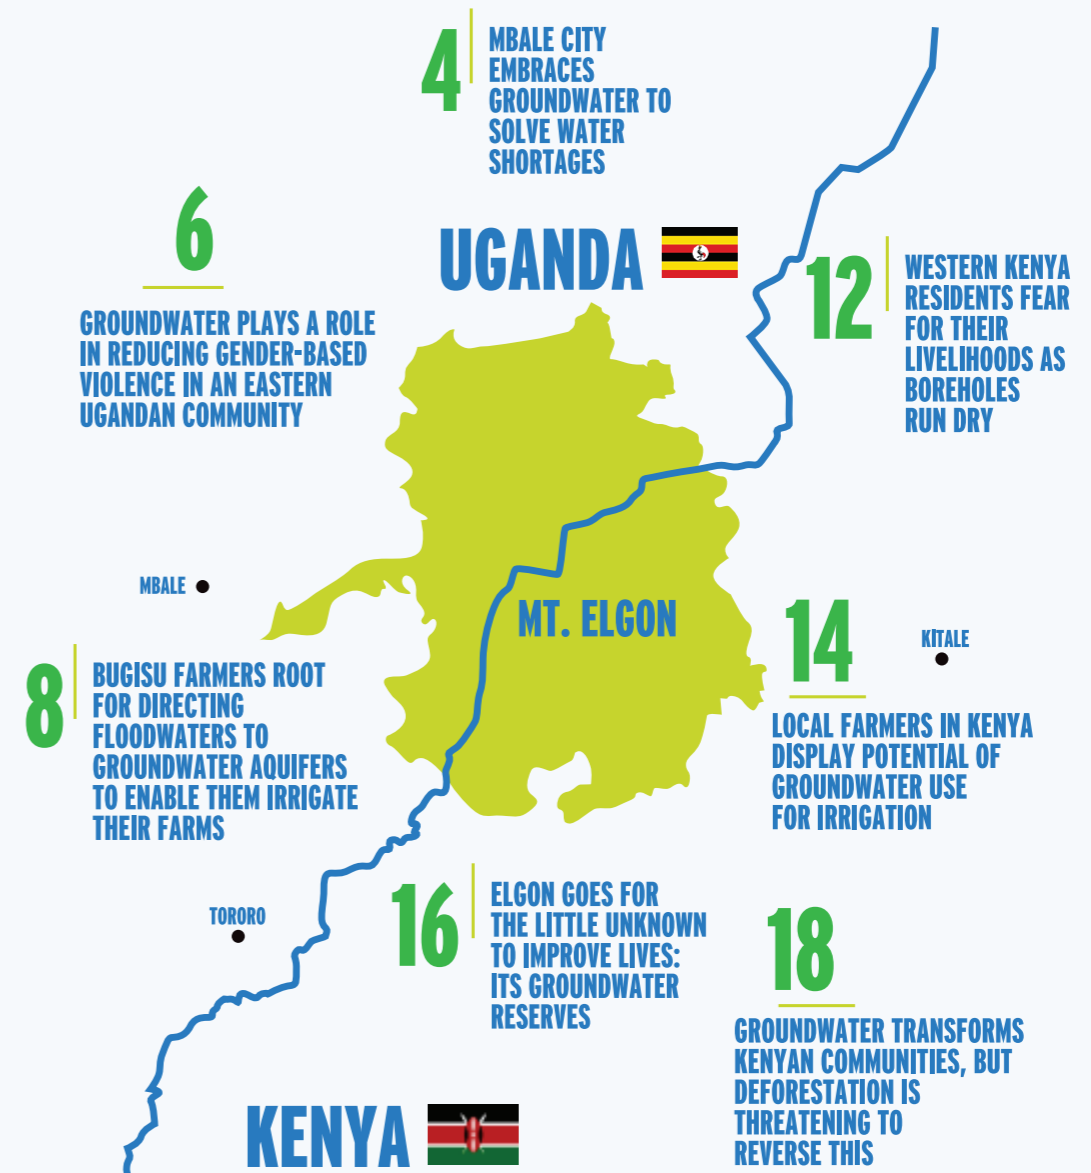 4
MBALE CITY
EMBRACES
GROUNDWATER TO
SOLVE WATER
SHORTAGES
6
GROUNDWATER PLAYS A ROLE
IN REDUCING GENDER-BASED
VIOLENCE IN AN EASTERN
UGANDAN COMMUNITY
UGANDA
12
WESTERN KENYA
RESIDENTS FEAR
FOR THEIR
LIVELIHOODS AS
BOREHOLES
RUN DRY
MBALE
MT. ELGON
8
BUGISU FARMERS ROOT
FOR DIRECTING
FLOODWATERS TO
GROUNDWATER AQUIFERS
TO ENABLE THEM IRRIGATE
THEIR FARMS
14
LOCAL FARMERS IN KENYA
DISPLAY POTENTIAL OF
GROUNDWATER USE
FOR IRRIGATION
KITALE
TORORO
16
ELGON GOES FOR
THE LITTLE UNKNOWN
TO IMPROVE LIVES:
ITS GROUNDWATER
RESERVES
18
GROUNDWATER TRANSFORMS
KENYAN COMMUNITIES, BUT
DEFORESTATION IS
THREATENING TO
REVERSE THIS
KENYA